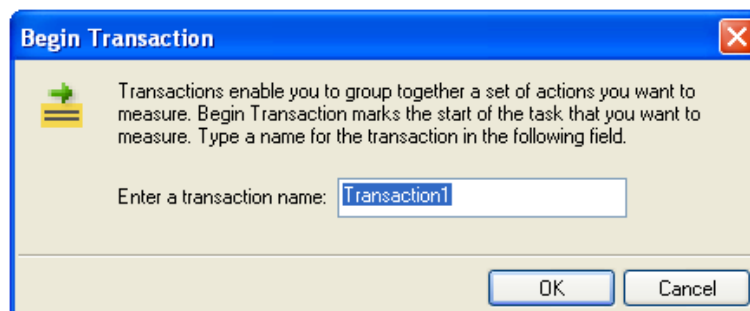 Begin Transaction
Transactions enable you to group together a set of actions you want to
measure. Begin Transaction marks the start of the task that you want to
measure. Type a name for the transaction in the following field.
Enter a transaction name: Transaction1
OK Cancel